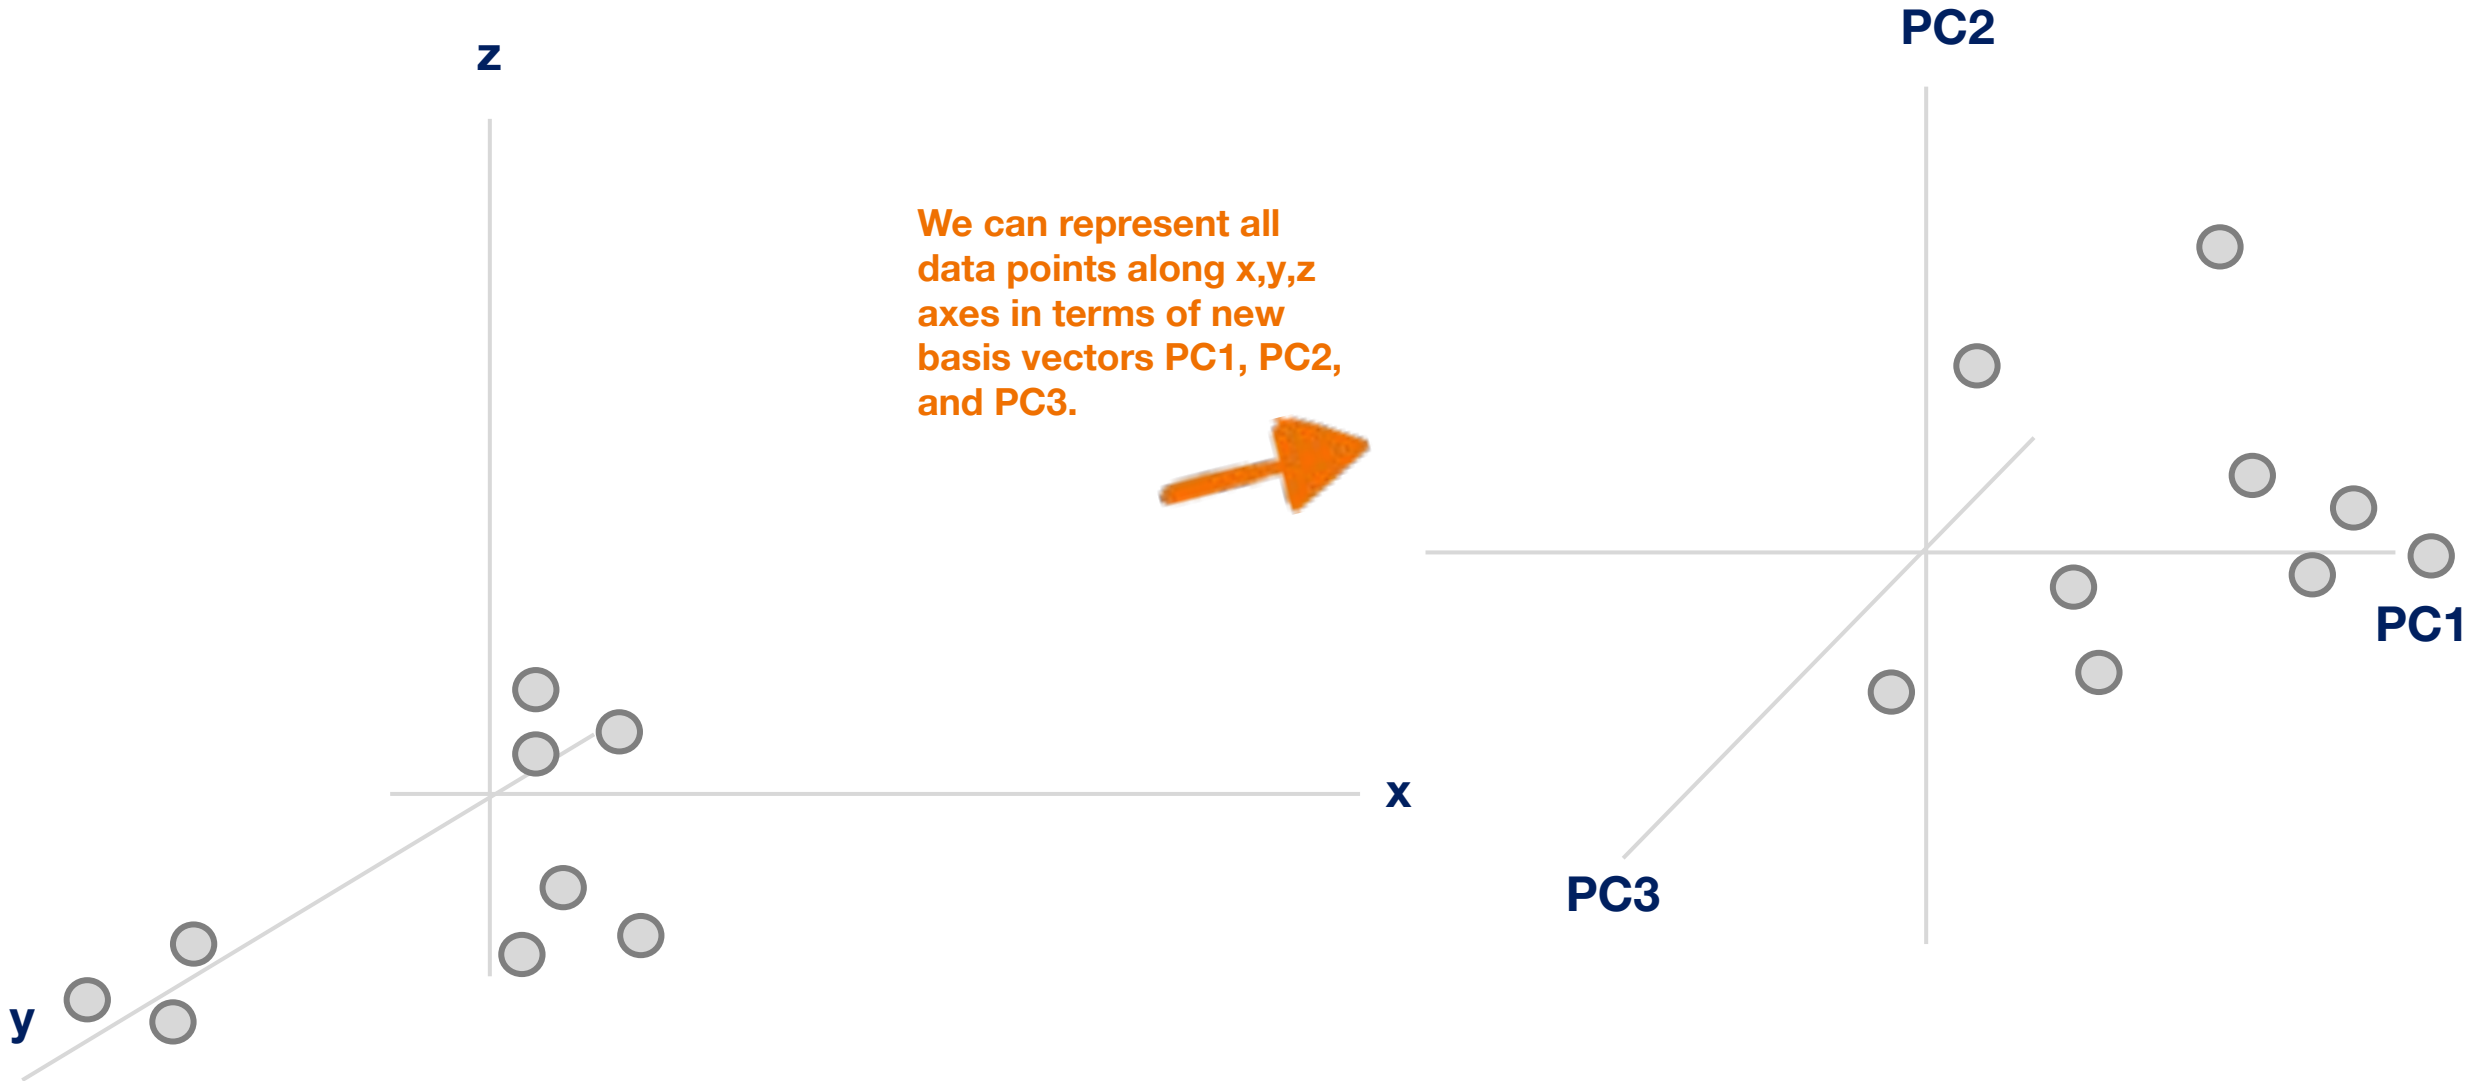 z
We can represent all
data points along x,y,z
axes in terms of new
basis vectors PC1, PC2,
and PC3.
x
y
PC2
PC1
PC3